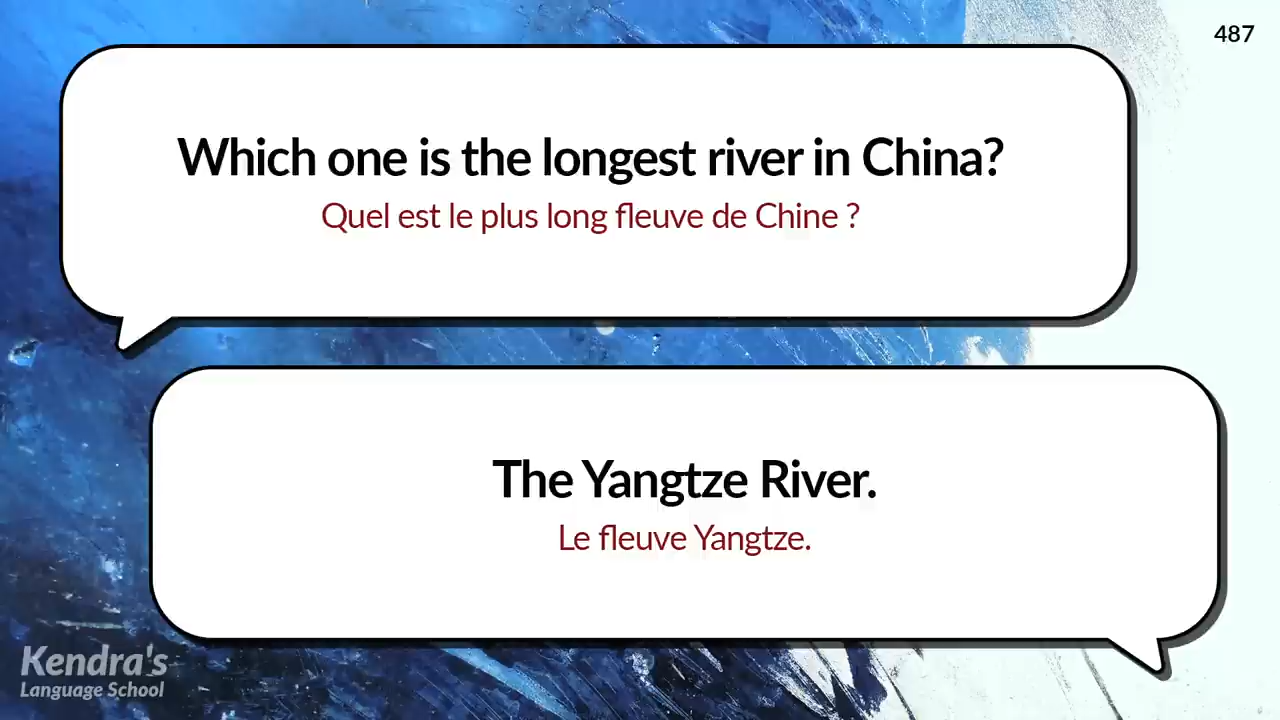 487
Which one is the longest river in China?
Quel est le plus long fleuve de Chine ?
The Yangtze River.
Le fleuve Yangtze.
Kendra's
Language School